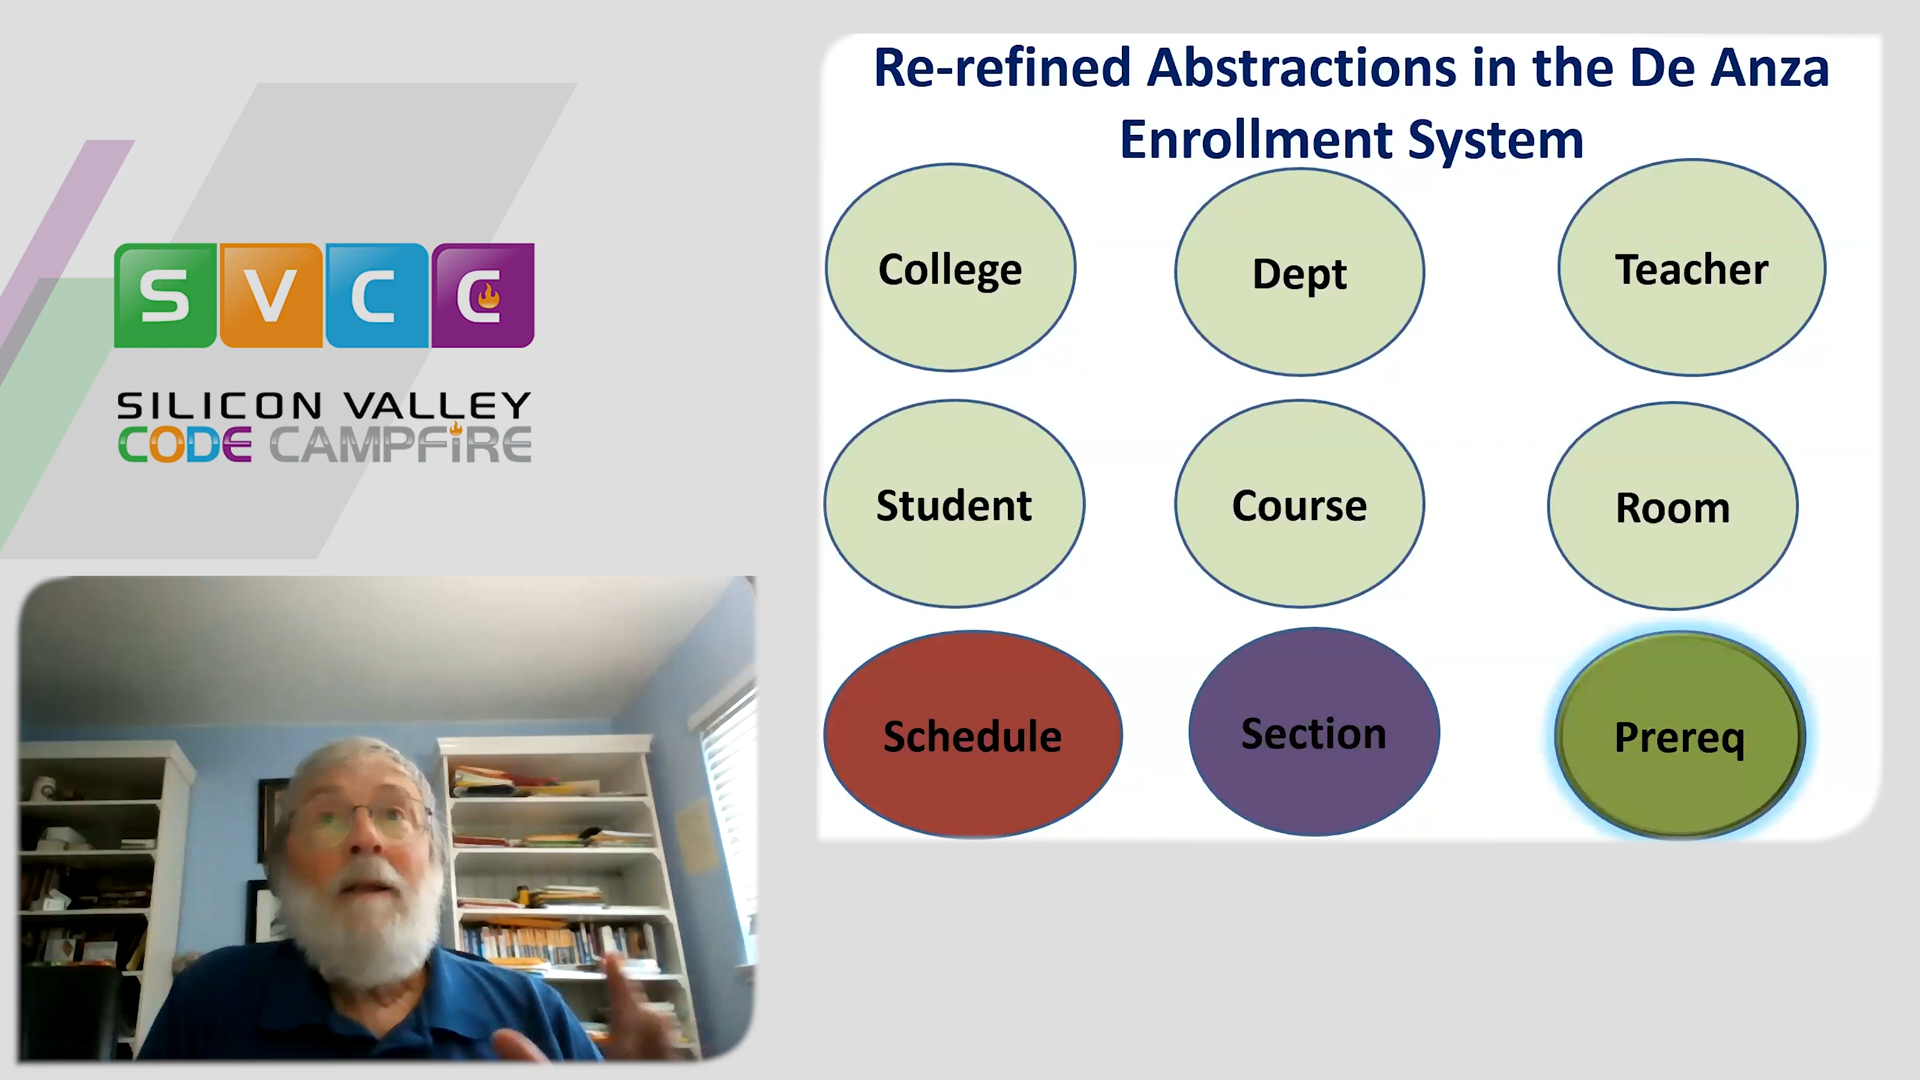 SVCC
SILICON VALLEY
CODE CAMPFIRE
Re-refined Abstractions in the De Anza
Enrollment System
College
Dept
Teacher
Student
Course
Room
Schedule
Section
Prereq